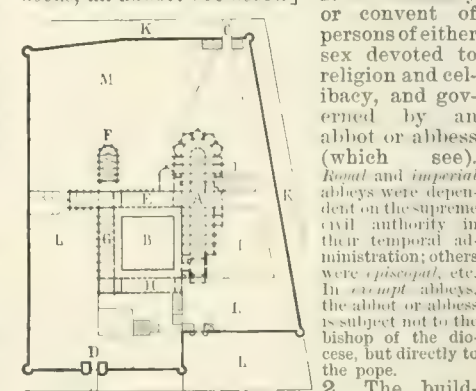 K
C
M
F
I
E
A
K
L
G
B
I
H
L
D
L
or convent of
persons of either
sex devoted to
religion and cel-
ibacy, and gov-
erned by an
abbot or abbess
(which see).
Royal and imperial
abbeys were depen-
dent on the supreme
civil authority in
their temporal ad-
ministration; others
were episcopal, etc.
In exempt abbeys,
the abbot or abbess
is subject not to the
bishop of the dio-
cese, but directly to
the pope.
2. The build-